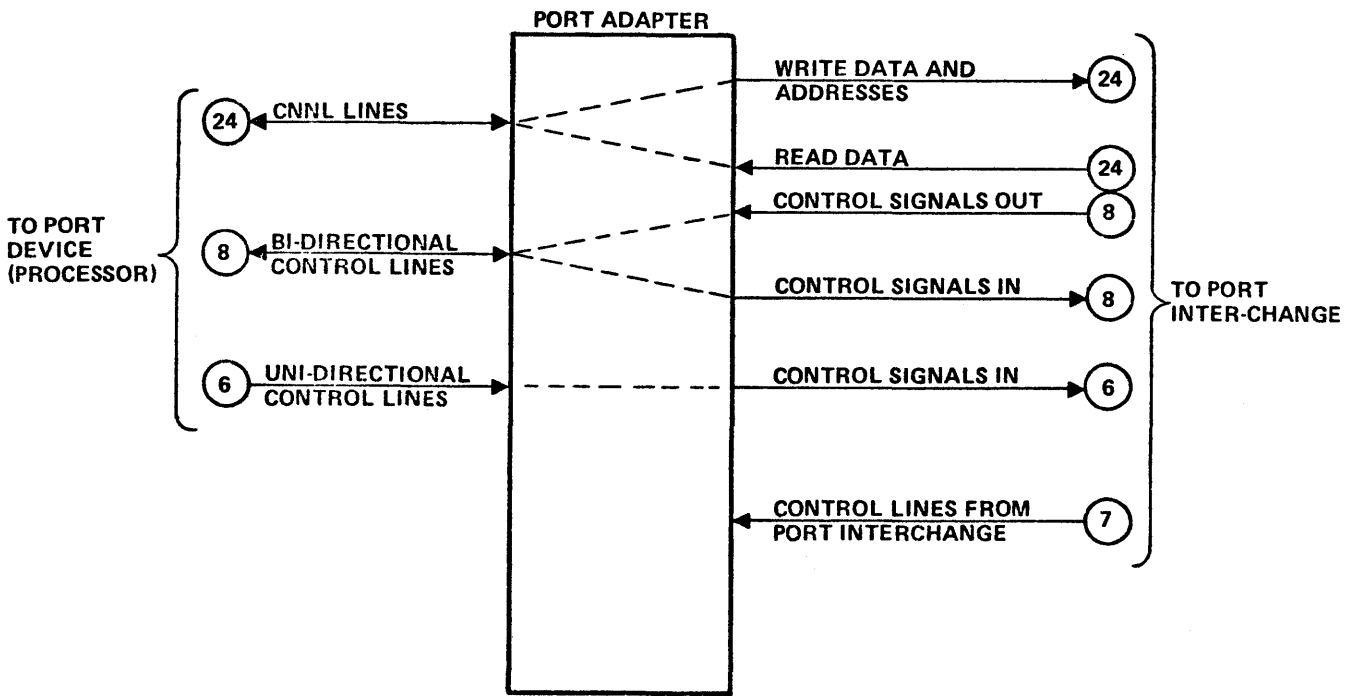 PORT ADAPTER
TO PORT
DEVICE
(PROCESSOR)
24
CNNL LINES
8
BI-DIRECTIONAL
CONTROL LINES
6
UNI-DIRECTIONAL
CONTROL LINES
WRITE DATA AND
ADDRESSES
24
READ DATA
24
CONTROL SIGNALS OUT
8
CONTROL SIGNALS IN
8
CONTROL SIGNALS IN
6
CONTROL LINES FROM
PORT INTERCHANGE
7
TO PORT
INTER-CHANGE